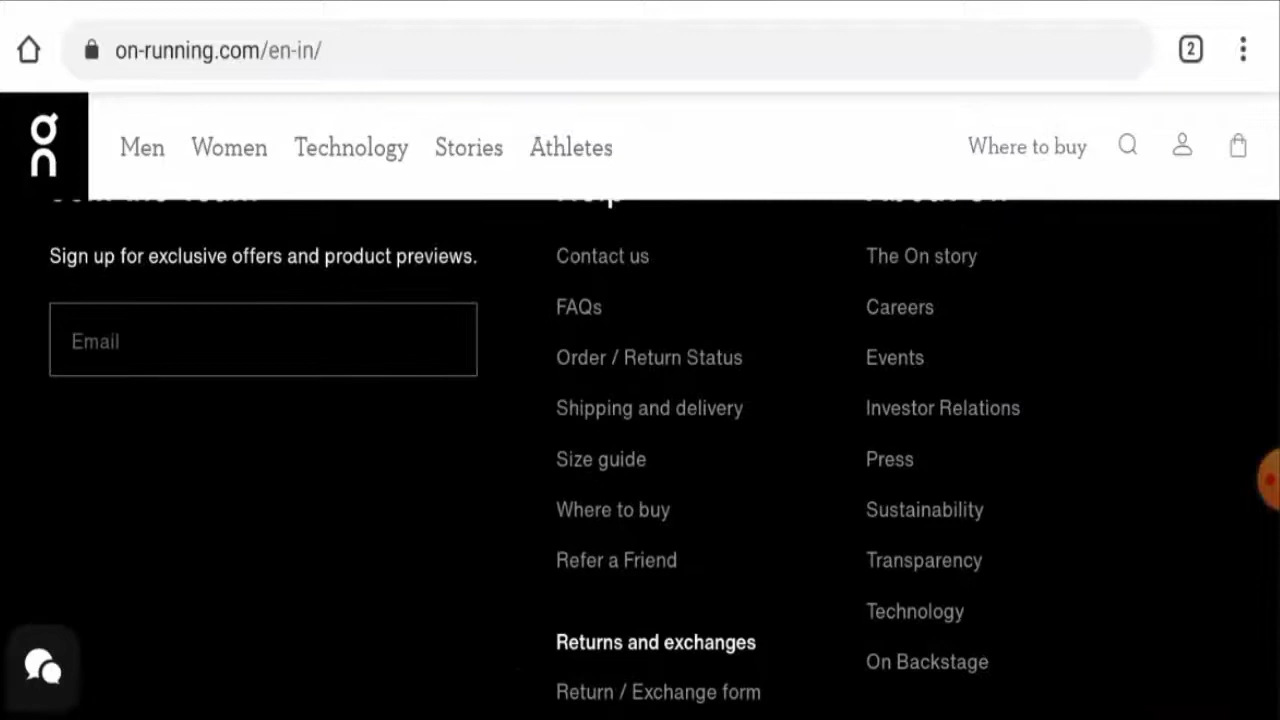 on-running.com/en-in/
2
on
Men Women Technology Stories Athletes
Where to buy
Sign up for exclusive offers and product previews.
Email
Help
Contact us
FAQs
Order / Return Status
Shipping and delivery
Size guide
Where to buy
Refer a Friend
Returns and exchanges
Return / Exchange form
The On story
Careers
Events
Investor Relations
Press
Sustainability
Transparency
Technology
On Backstage